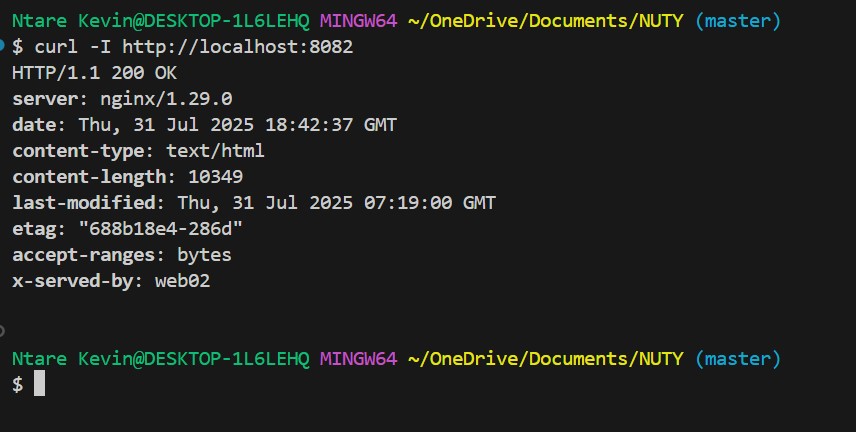 Ntare Kevin@DESKTOP-1L6LEHQ MINGW64 ~/OneDrive/Documents/NUTY (master)
$ curl -I http://localhost:8082
HTTP/1.1 200 OK
server: nginx/1.29.0
date: Thu, 31 Jul 2025 18:42:37 GMT
content-type: text/html
content-length: 10349
last-modified: Thu, 31 Jul 2025 07:19:00 GMT
etag: "688b18e4-286d"
accept-ranges: bytes
x-served-by: web02
Ntare Kevin@DESKTOP-1L6LEHQ MINGW64 ~/OneDrive/Documents/NUTY (master)
$